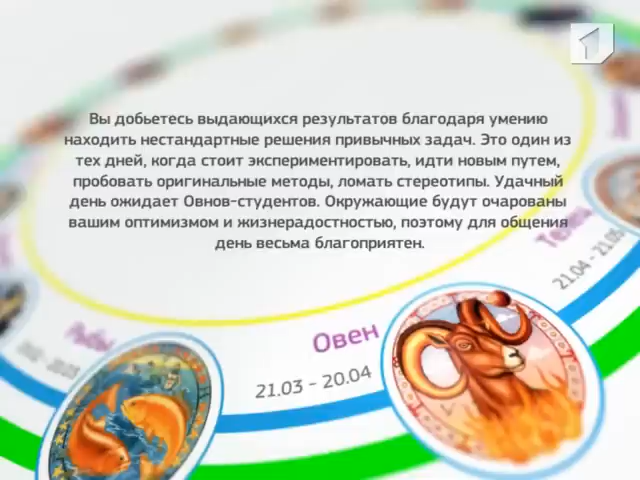 Вы добьетесь выдающихся результатов благодаря умению
находить нестандартные решения привычных задач. Это один из
тех дней, когда стоит экспериментировать, идти новым путем,
пробовать оригинальные методы, ломать стереотипы. Удачный
день ожидает Овнов-студентов. Окружающие будут очарованы
вашим оптимизмом и жизнерадостностью, поэтому для общения
день весьма благоприятен.
Телец
21.04 - 21.05
Рыбы
Овен
21.03 - 20.04
1